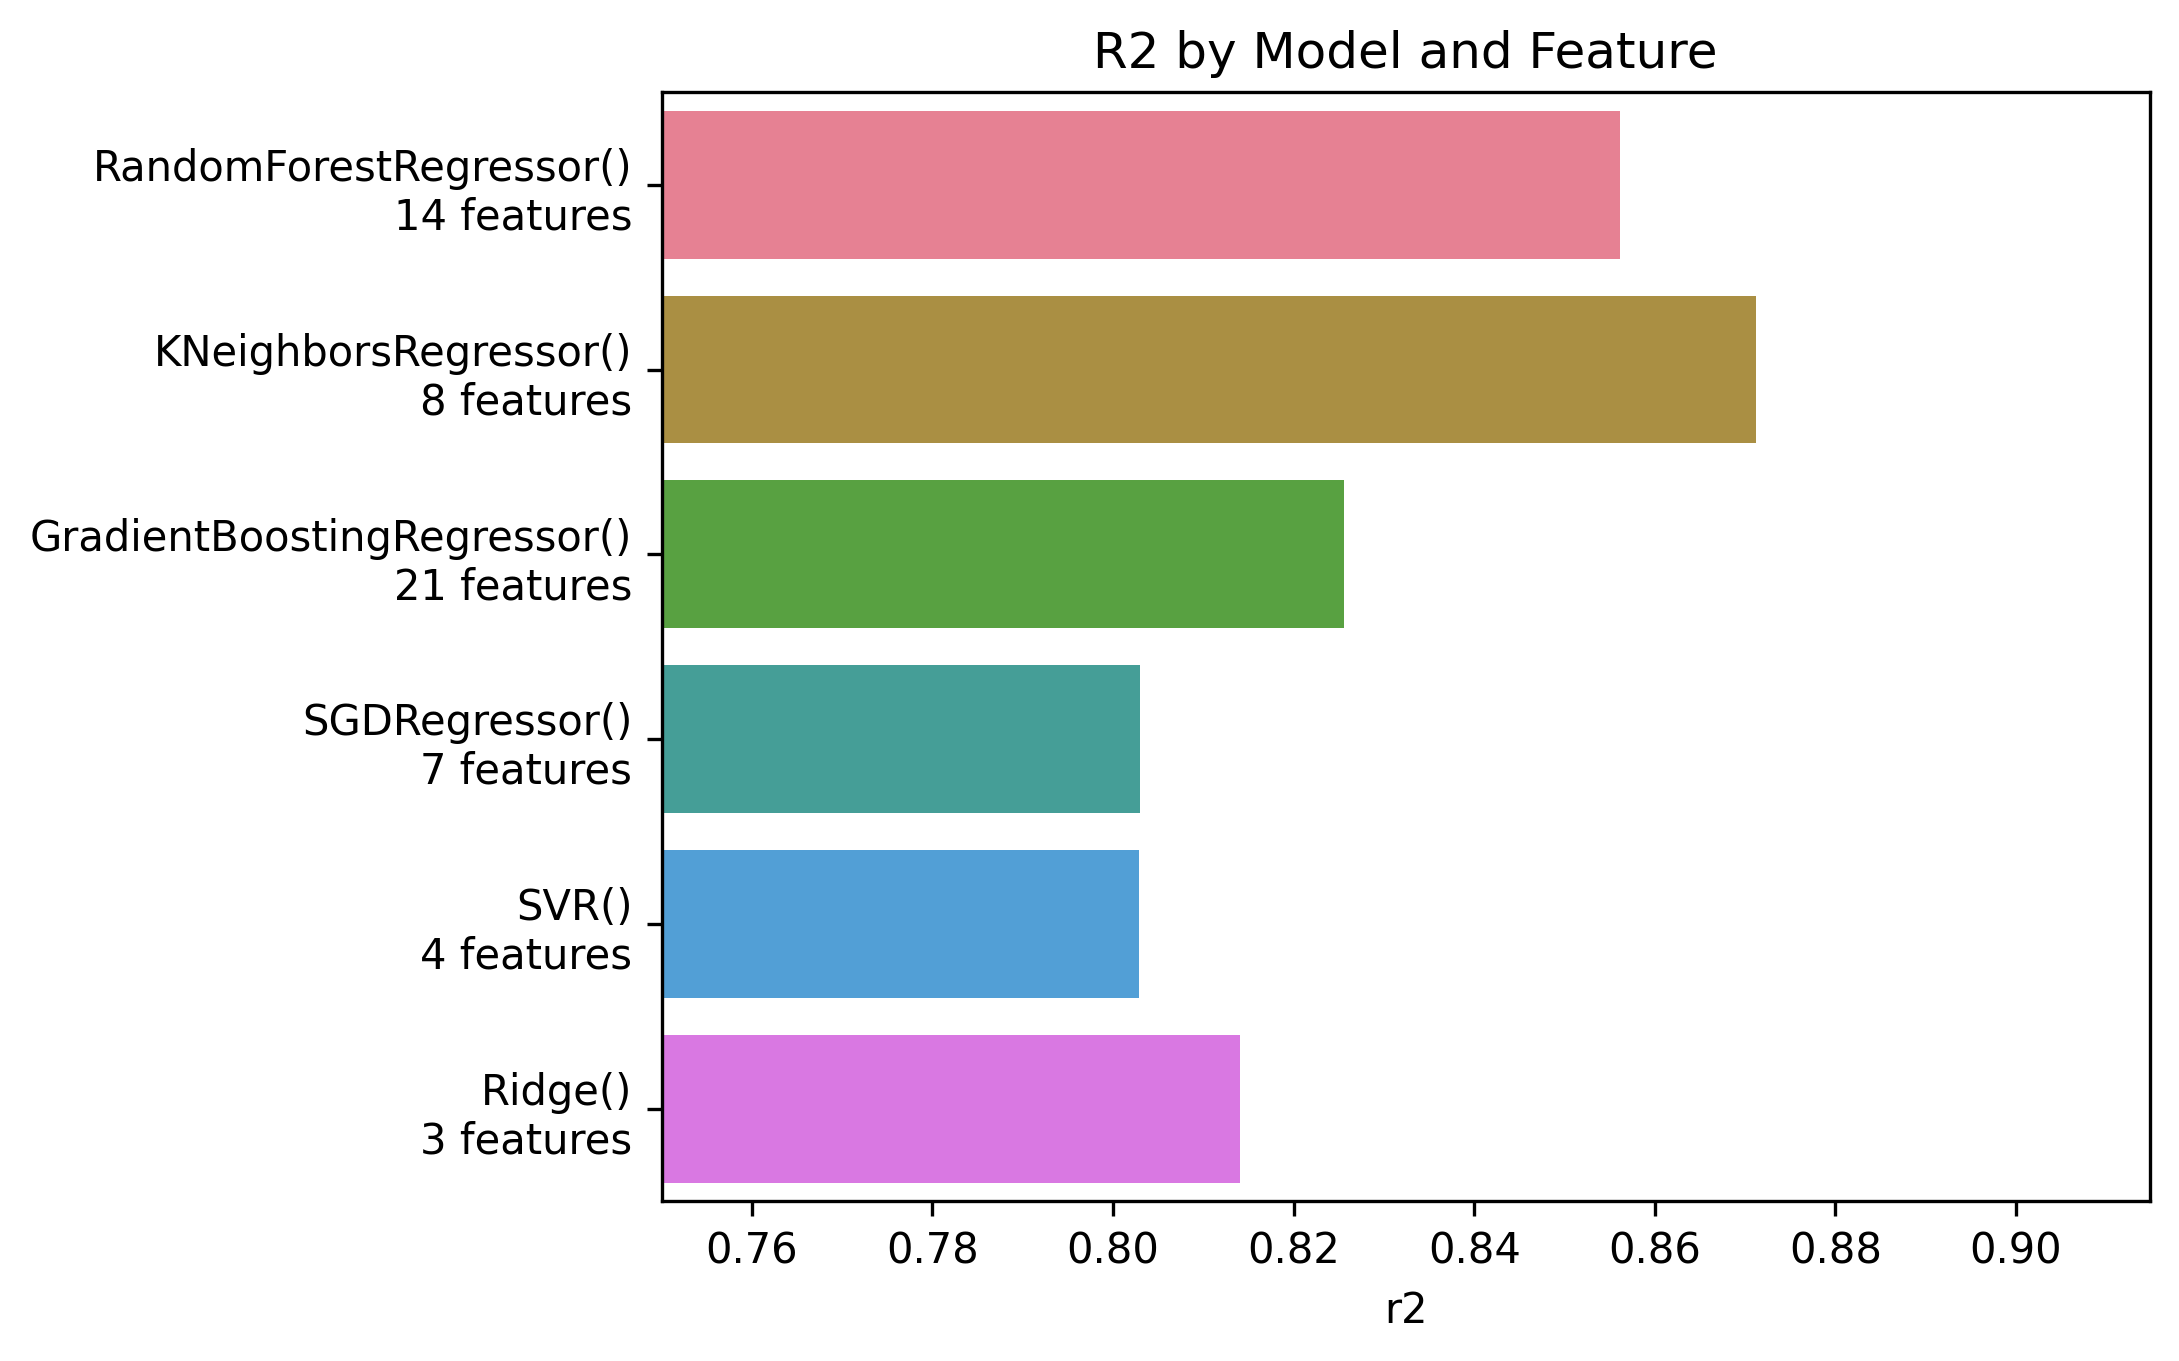 R2 by Model and Feature
RandomForestRegressor()
14 features
KNeighborsRegressor()
8 features
GradientBoostingRegressor()
21 features
SGDRegressor()
7 features
SVR()
4 features
Ridge()
3 features
0.76 0.78 0.80 0.82 0.84 0.86 0.88 0.90
r2